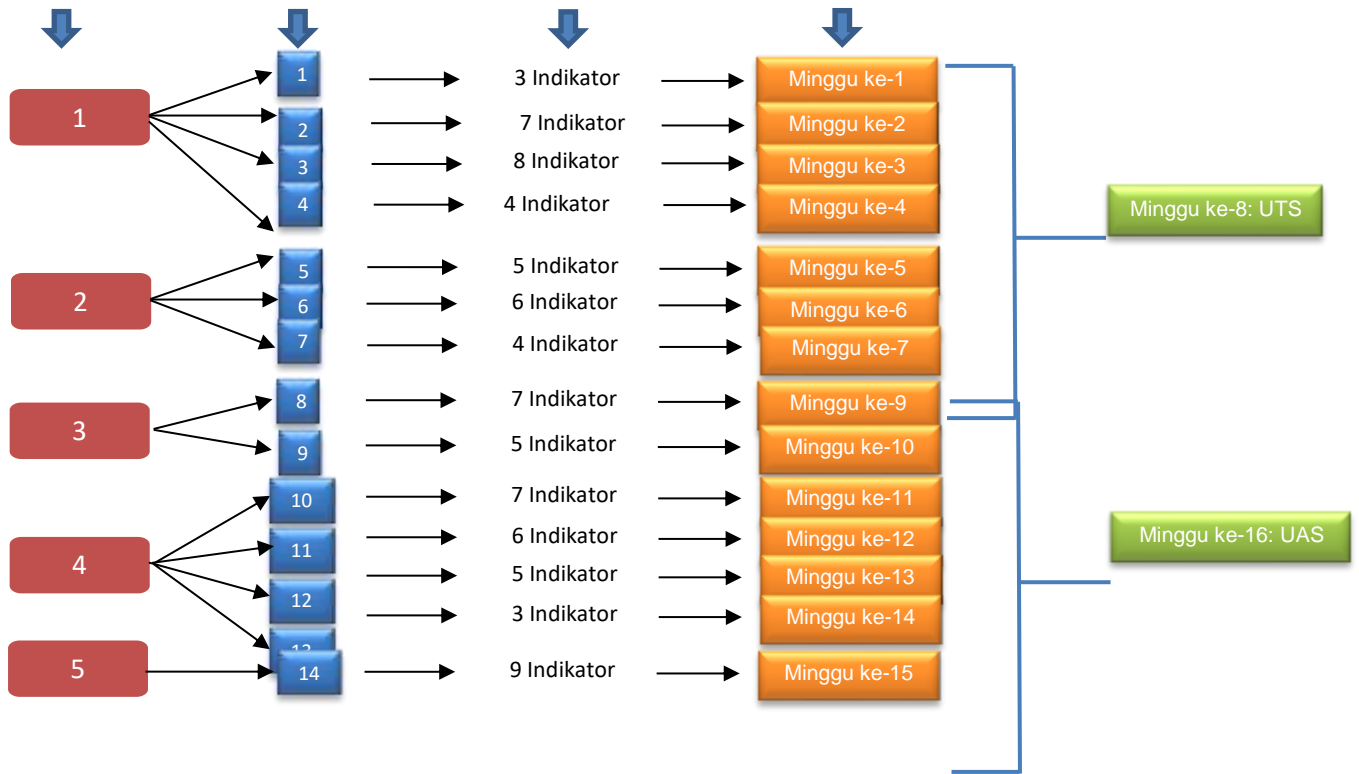 1
3 Indikator
Minggu ke-1
1
2
7 Indikator
Minggu ke-2
3
8 Indikator
Minggu ke-3
4
4 Indikator
Minggu ke-4
Minggu ke-8: UTS
5
5 Indikator
Minggu ke-5
2
6
6 Indikator
Minggu ke-6
7
4 Indikator
Minggu ke-7
8
7 Indikator
Minggu ke-9
3
9
5 Indikator
Minggu ke-10
10
7 Indikator
Minggu ke-11
11
6 Indikator
Minggu ke-12
Minggu ke-16: UAS
4
5 Indikator
Minggu ke-13
12
3 Indikator
Minggu ke-14
13
5
14
9 Indikator
Minggu ke-15